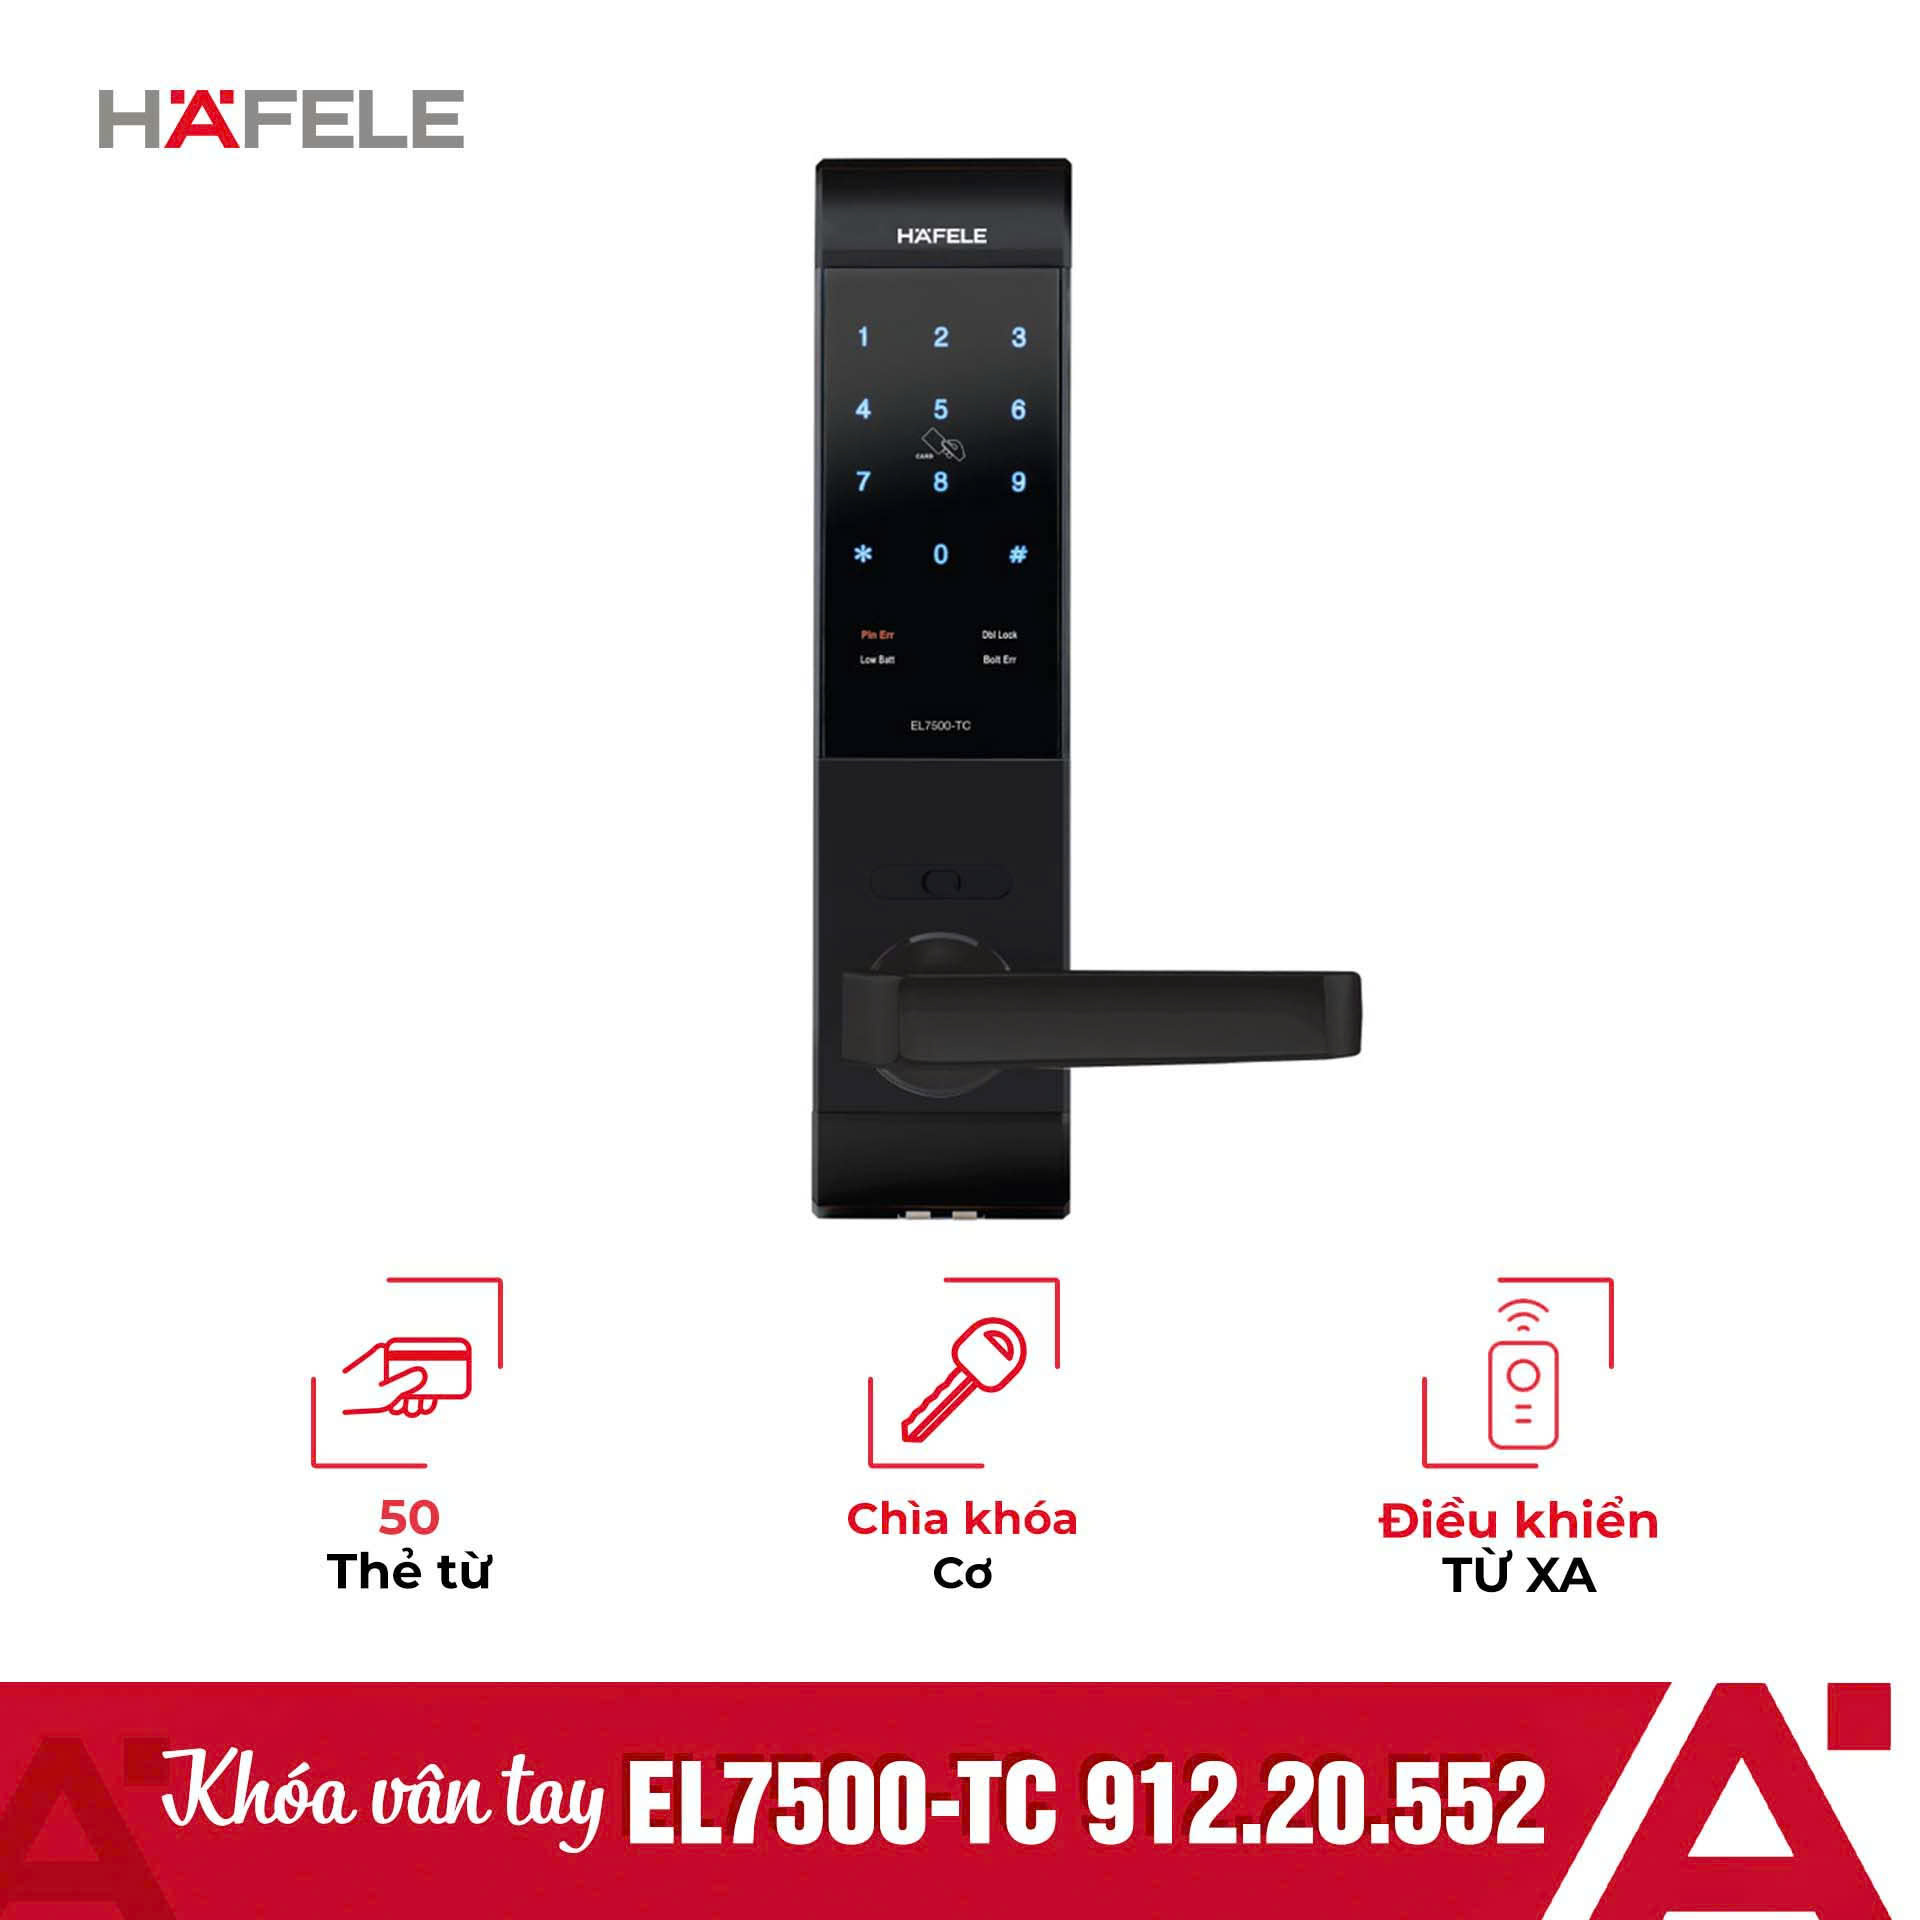 HÄFELE
HÄFELE
1 2 3
4 5 6
CARD
7 8 9
* 0 #
Pin Err Dbl Lock
Low Batt Bolt Err
EL7500-TC
50
Thẻ từ
Chìa khóa
Cơ
Điều khiển
TỪ XA
Khóa vân tay EL7500-TC 912.20.552